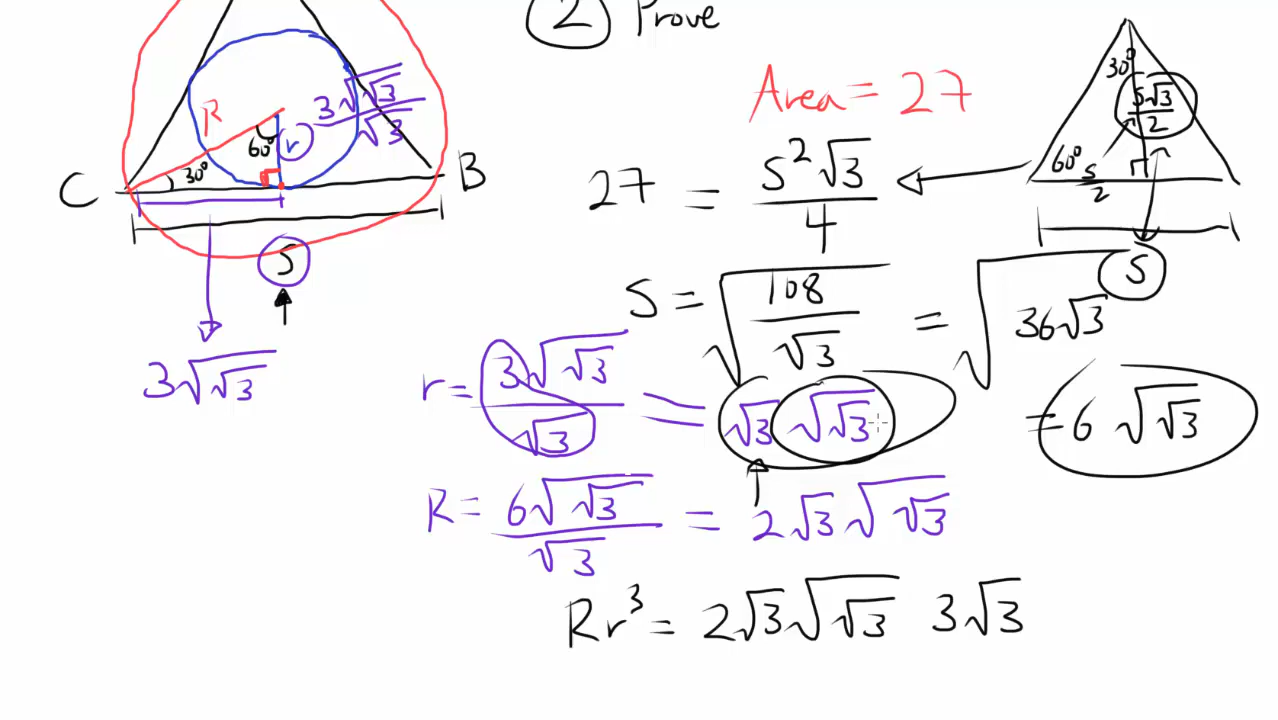 ② Prove
Area = 27
R
r
60°
30°
3√√3 / √3
C
B
S
3√√3
30°
S√3 / 2
60°
S / 2
S
27 = S²√3 / 4
S = √(108 / √3) = √(36√3)
= 6√√3
r = 3√√3 / √3 = √3 √√3
R = 6√√3 / √3 = 2√3 √√3
Rr³ = 2√3 √√3 3√3